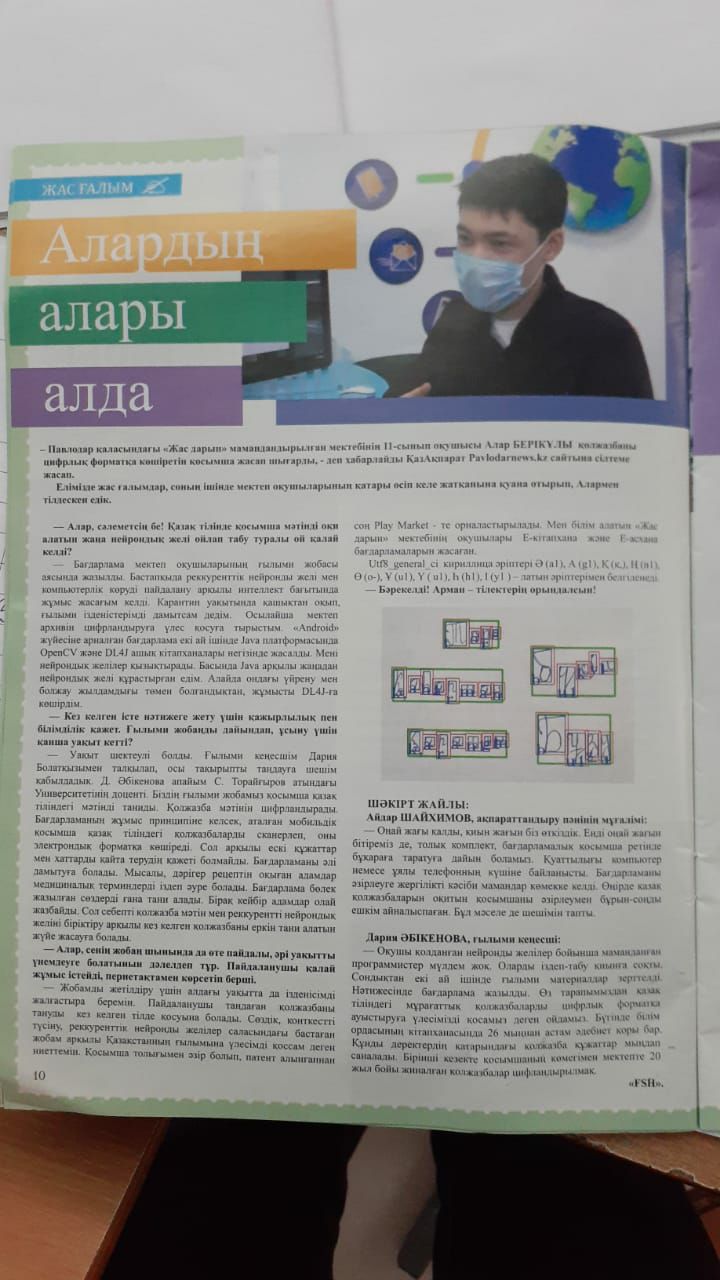 ЖАС ҒАЛЫМ
Алардың
алары
алда
– Павлодар қаласындағы «Жас дарын» мамандандырылған мектебінің 11-сынып оқушысы Алар БЕРІКҰЛЫ қолжазбаны
цифрлық форматқа көшіретін қосымша жасап шығарды, - деп хабарлайды ҚазАқпарат Pavlodarnews.kz сайтына сілтеме
жасап.
Елімізде жас ғалымдар, соның ішінде мектеп оқушыларының қатары өсіп келе жатқанына қуана отырып, Алармен
тілдескен едік.
— Алар, сәлеметсің бе! Қазақ тілінде қосымша мәтінді оқи
алатын жаңа нейрондық желі ойлап табу туралы ой қалай
келді?
— Бағдарлама мектеп оқушыларының ғылыми жобасы
аясында жазылды. Бастапқыда реккуренттік нейронды желі мен
компьютерлік көруді пайдалану арқылы интеллект бағытында
жұмыс жасағым келді. Карантин уақытында қашықтан оқып,
ғылыми ізденістерімді дамытсам дедім. Осылайша мектеп
архивін цифрландыруға үлес қосуға тырыстым. «Android»
жүйесіне арналған бағдарлама екі ай ішінде Java платформасында
OpenCV және DL4J ашық кітапханалары негізінде жасалды. Мені
нейрондық желілер қызықтырады. Басында Java арқылы жаңадан
нейрондық желі құрастырған едім. Алайда ондағы үйрену мен
болжау жылдамдығы төмен болғандықтан, жұмысты DL4J-ға
көшірдім.
— Кез келген істе нәтижеге жету үшін қажырлылық пен
білімділік қажет. Ғылыми жобаңды дайындап, ұсыну үшін
қанша уақыт кетті?
— Уақыт шектеулі болды. Ғылыми кеңесшім Дария
Болатқызымен талқылап, осы тақырыпты таңдауға шешім
қабылдадық. Д. Әбікенова апайым С. Торайғыров атындағы
Университетінің доценті. Біздің ғылыми жобамыз қосымша қазақ
тіліндегі мәтінді таниды. Қолжазба мәтінін цифрландырады.
Бағдарламаның жұмыс принципіне келсек, аталған мобильдік
қосымша қазақ тіліндегі қолжазбаларды сканерлеп, оны
электрондық форматқа көшіреді. Сол арқылы ескі құжаттар
мен хаттарды қайта терудің қажеті болмайды. Бағдарламаны әлі
дамытуға болады. Мысалы, дәрігер рецептін оқыған адамдар
медициналық терминдерді іздеп әуре болады. Бағдарлама бөлек
жазылған сөздерді ғана тани алады. Бірақ кейбір адамдар олай
жазбайды. Сол себепті қолжазба мәтін мен реккурентті нейрондық
желіні біріктіру арқылы кез келген қолжазбаны еркін тани алатын
жүйе жасауға болады.
— Алар, сенің жобаң шынында да өте пайдалы, әрі уақытты
үнемдеуге болатынын дәлелдеп тұр. Пайдаланушы қалай
жұмыс істейді, пернетақтамен көрсетіп берші.
— Жобамды жетілдіру үшін алдағы уақытта да ізденісімді
жалғастыра беремін. Пайдаланушы таңдаған қолжазбаны
тануды кез келген тілде қосуына болады. Сөздік, контексті
түсіну, реккуренттік нейронды желілер саласындағы бастаған
жобам арқылы Қазақстанның ғылымына үлесімді қоссам деген
ниеттемін. Қосымша толығымен әзір болып, патент алынғаннан
10
соң Play Market - те орналастырылады. Мен білім алатын «Жас
дарын» мектебінің оқушылары Е-кітапхана және Е-асхана
бағдарламаларын жасаған.
Utf8_general_ci кириллица әріптері Ә (a1), Ғ (g1), Қ (к,), Ң (n1),
Ө (o-), Ұ (u1), Ү ( u1), h (h1), І (y1 ) – латын әріптерімен белгіленеді.
— Бәрекелді! Арман – тілектерің орындалсын!
ШӘКІРТ ЖАЙЛЫ:
Айдар ШАЙХИМОВ, ақпараттандыру пәнінің мұғалімі:
— Оңай жағы қалды, қиын жағын біз өткіздік. Енді оңай жағын
бітіреміз де, толық комплект, бағдарламалық қосымша ретінде
бұқараға таратуға дайын боламыз. Қуаттылығы компьютер
немесе ұялы телефонның күшіне байланысты. Бағдарламаны
әзірлеуге жергілікті кәсіби мамандар көмекке келді. Өңірде қазақ
қолжазбаларын оқитын қосымшаны әзірлеумен бұрын-соңды
ешкім айналыспаған. Бұл мәселе де шешімін тапты.
Дария ӘБІКЕНОВА, ғылыми кеңесші:
— Оқушы қолданған нейронды желілер бойынша маманданған
программистер мүлдем жоқ. Оларды іздеп-табу қиынға соқты.
Сондықтан екі ай ішінде ғылыми материалдар зерттелді.
Нәтижесінде бағдарлама жазылды. Өз тарапымыздан қазақ
тіліндегі мұрағаттық қолжазбаларды цифрлық форматқа
ауыстыруға үлесімізді қосамыз деген ойдамыз. Бүгінде білім
ордасының кітапханасында 26 мыңнан астам әдебиет қоры бар.
Құнды деректердің қатарындағы қолжазба құжаттар мыңдап
саналады. Бірінші кезекте қосымшаның көмегімен мектепте 20
жыл бойы жиналған қолжазбалар цифландырылмақ.
«FSH».